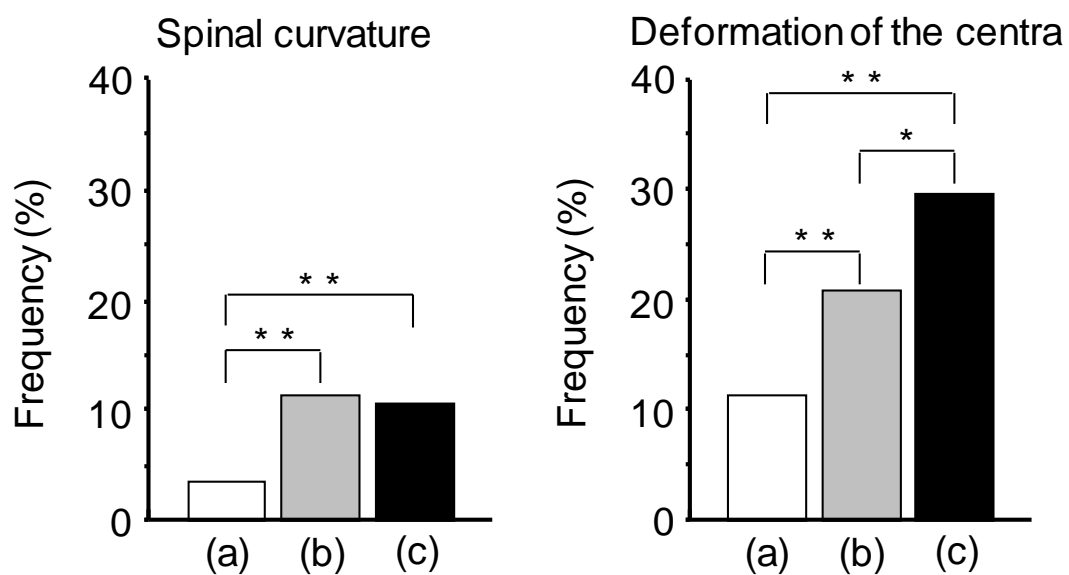 Spinal curvature
Frequency (%)
40
30
20
10
0
* *
* *
(a) (b) (c)
Deformation of the centra
Frequency (%)
40
30
20
10
0
* *
*
* *
(a) (b) (c)